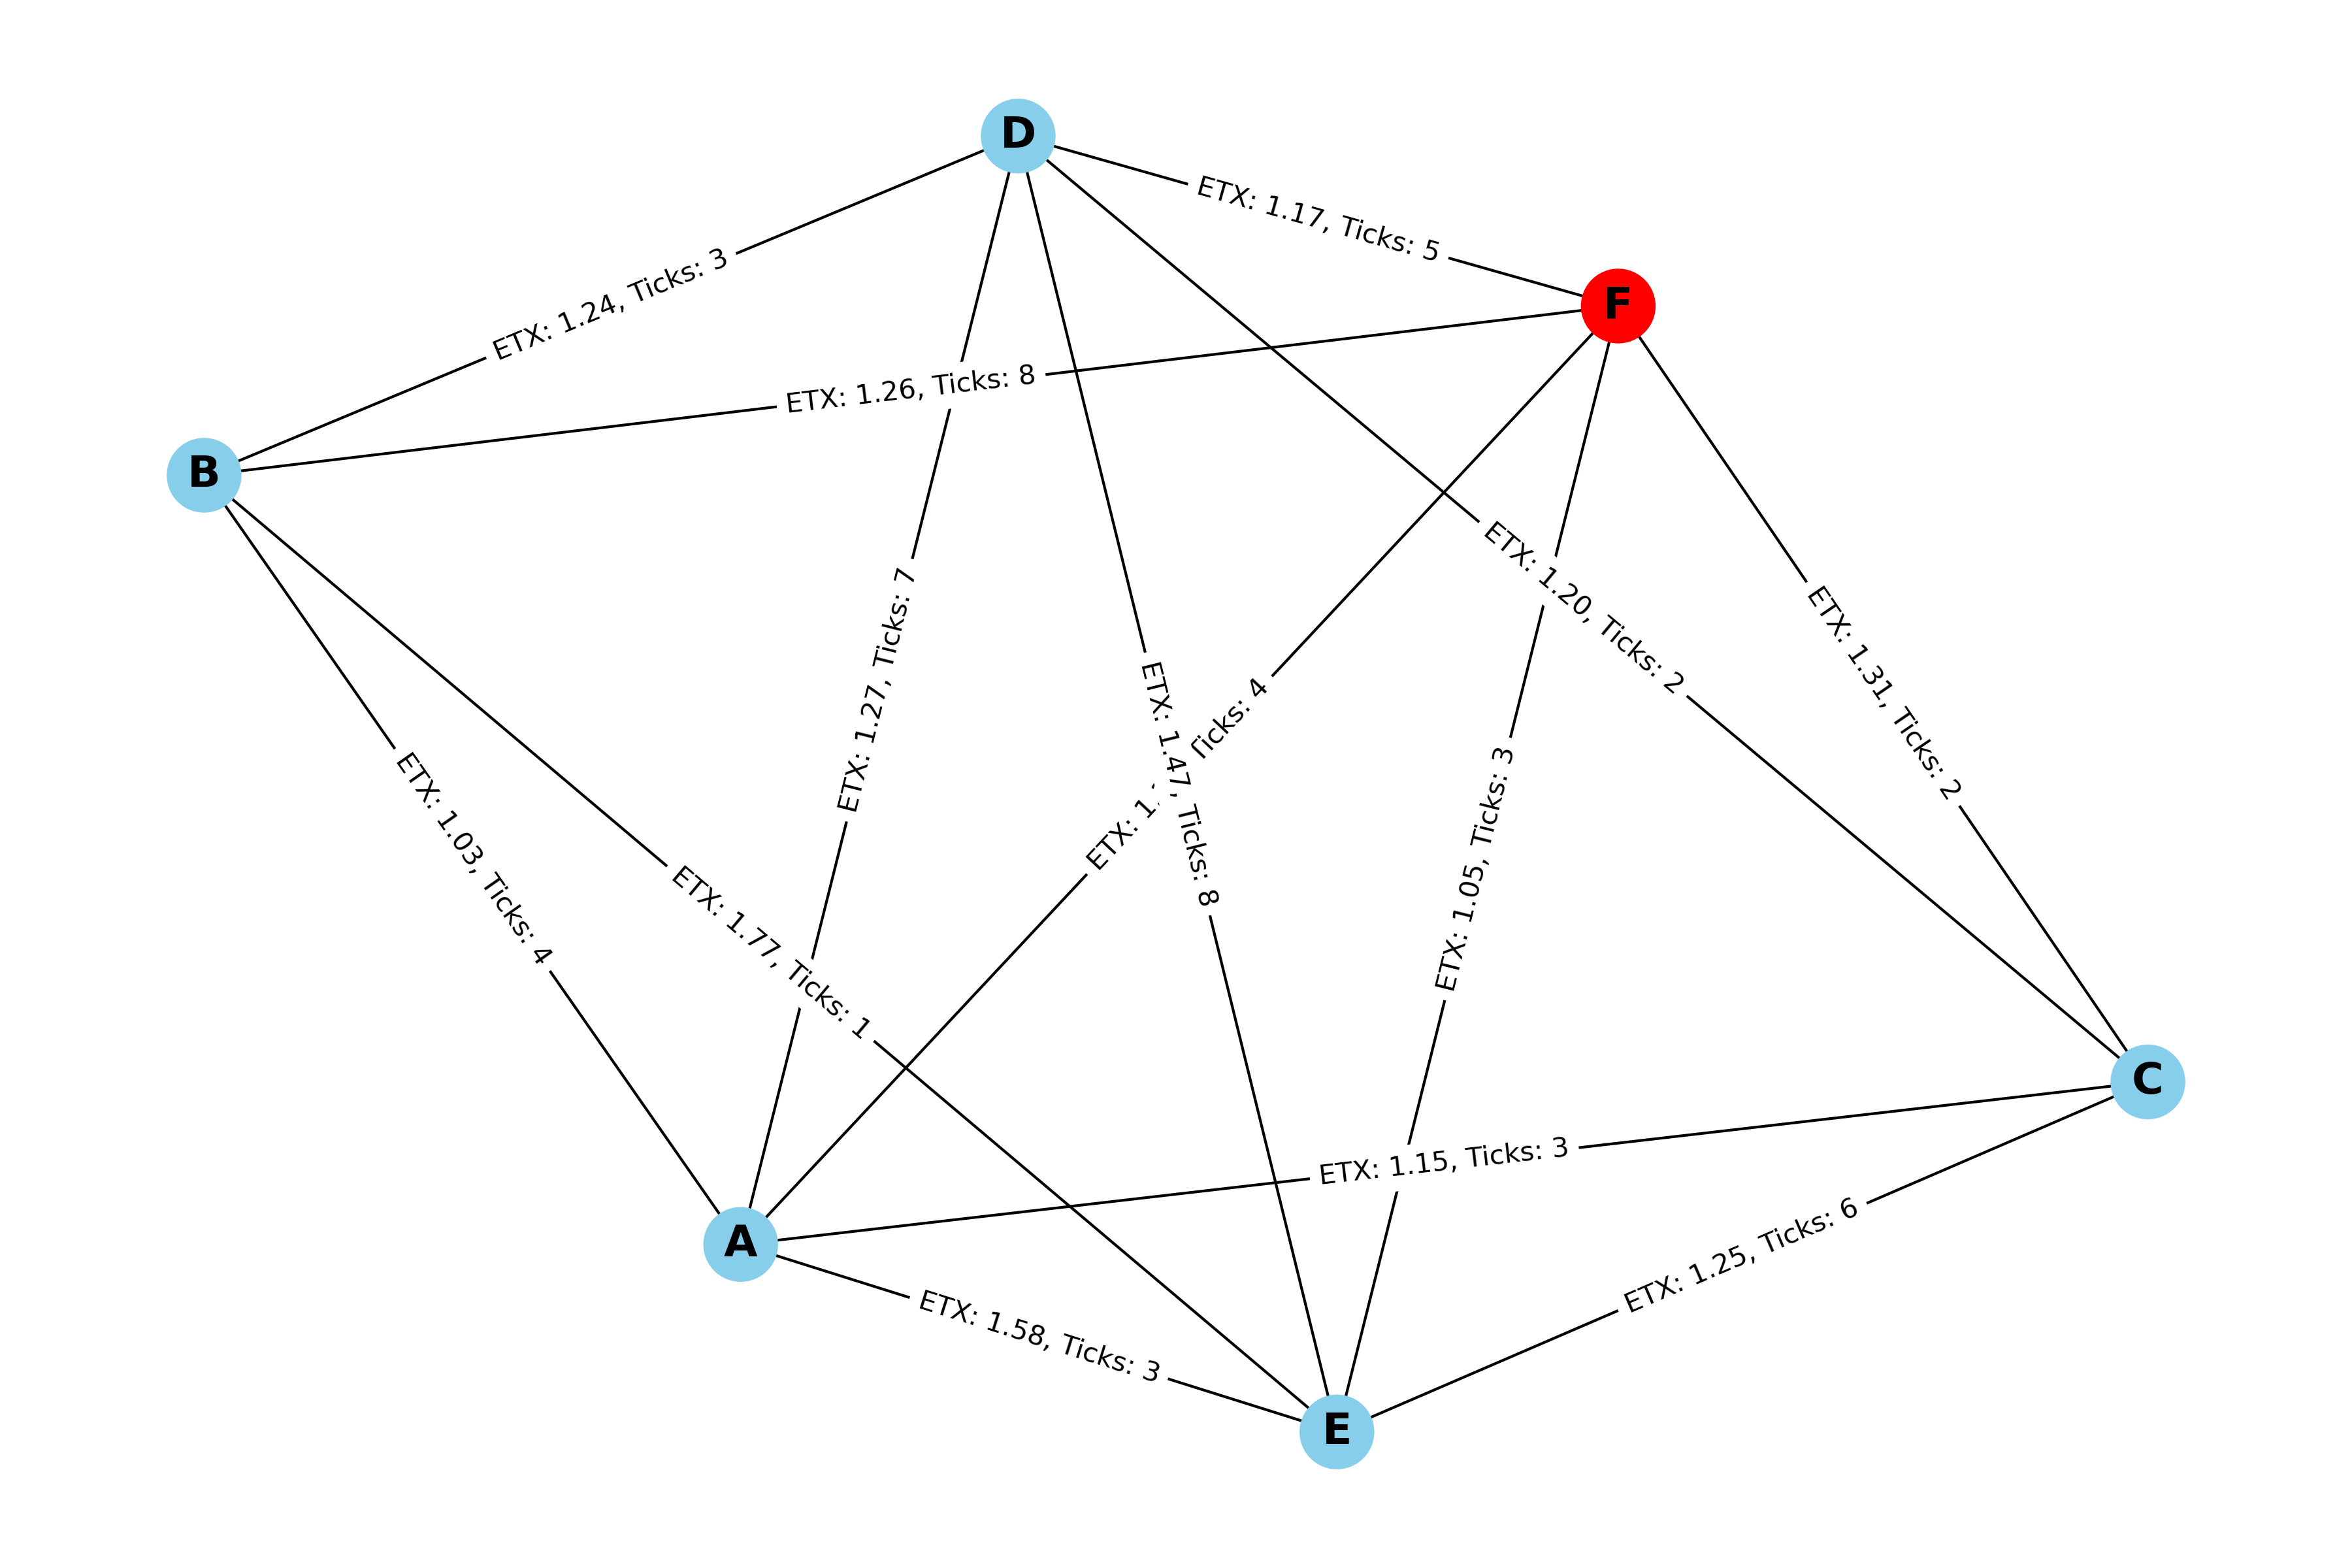 D
ETX: 1.17, Ticks: 5
ETX: 1.24, Ticks: 3
F
ETX: 1.26, Ticks: 8
B
ETX: 1.20, Ticks: 2
ETX: 1.27, Ticks: 7
ETX: 1.31, Ticks: 2
ETX: 1.47, Ticks: 8
ETX: Ticks: 4
ETX: 1.03, Ticks: 4
ETX: 1.05, Ticks: 3
ETX: 1.77, Ticks: 1
C
ETX: 1.15, Ticks: 3
A
ETX: 1.25, Ticks: 6
ETX: 1.58, Ticks: 3
E